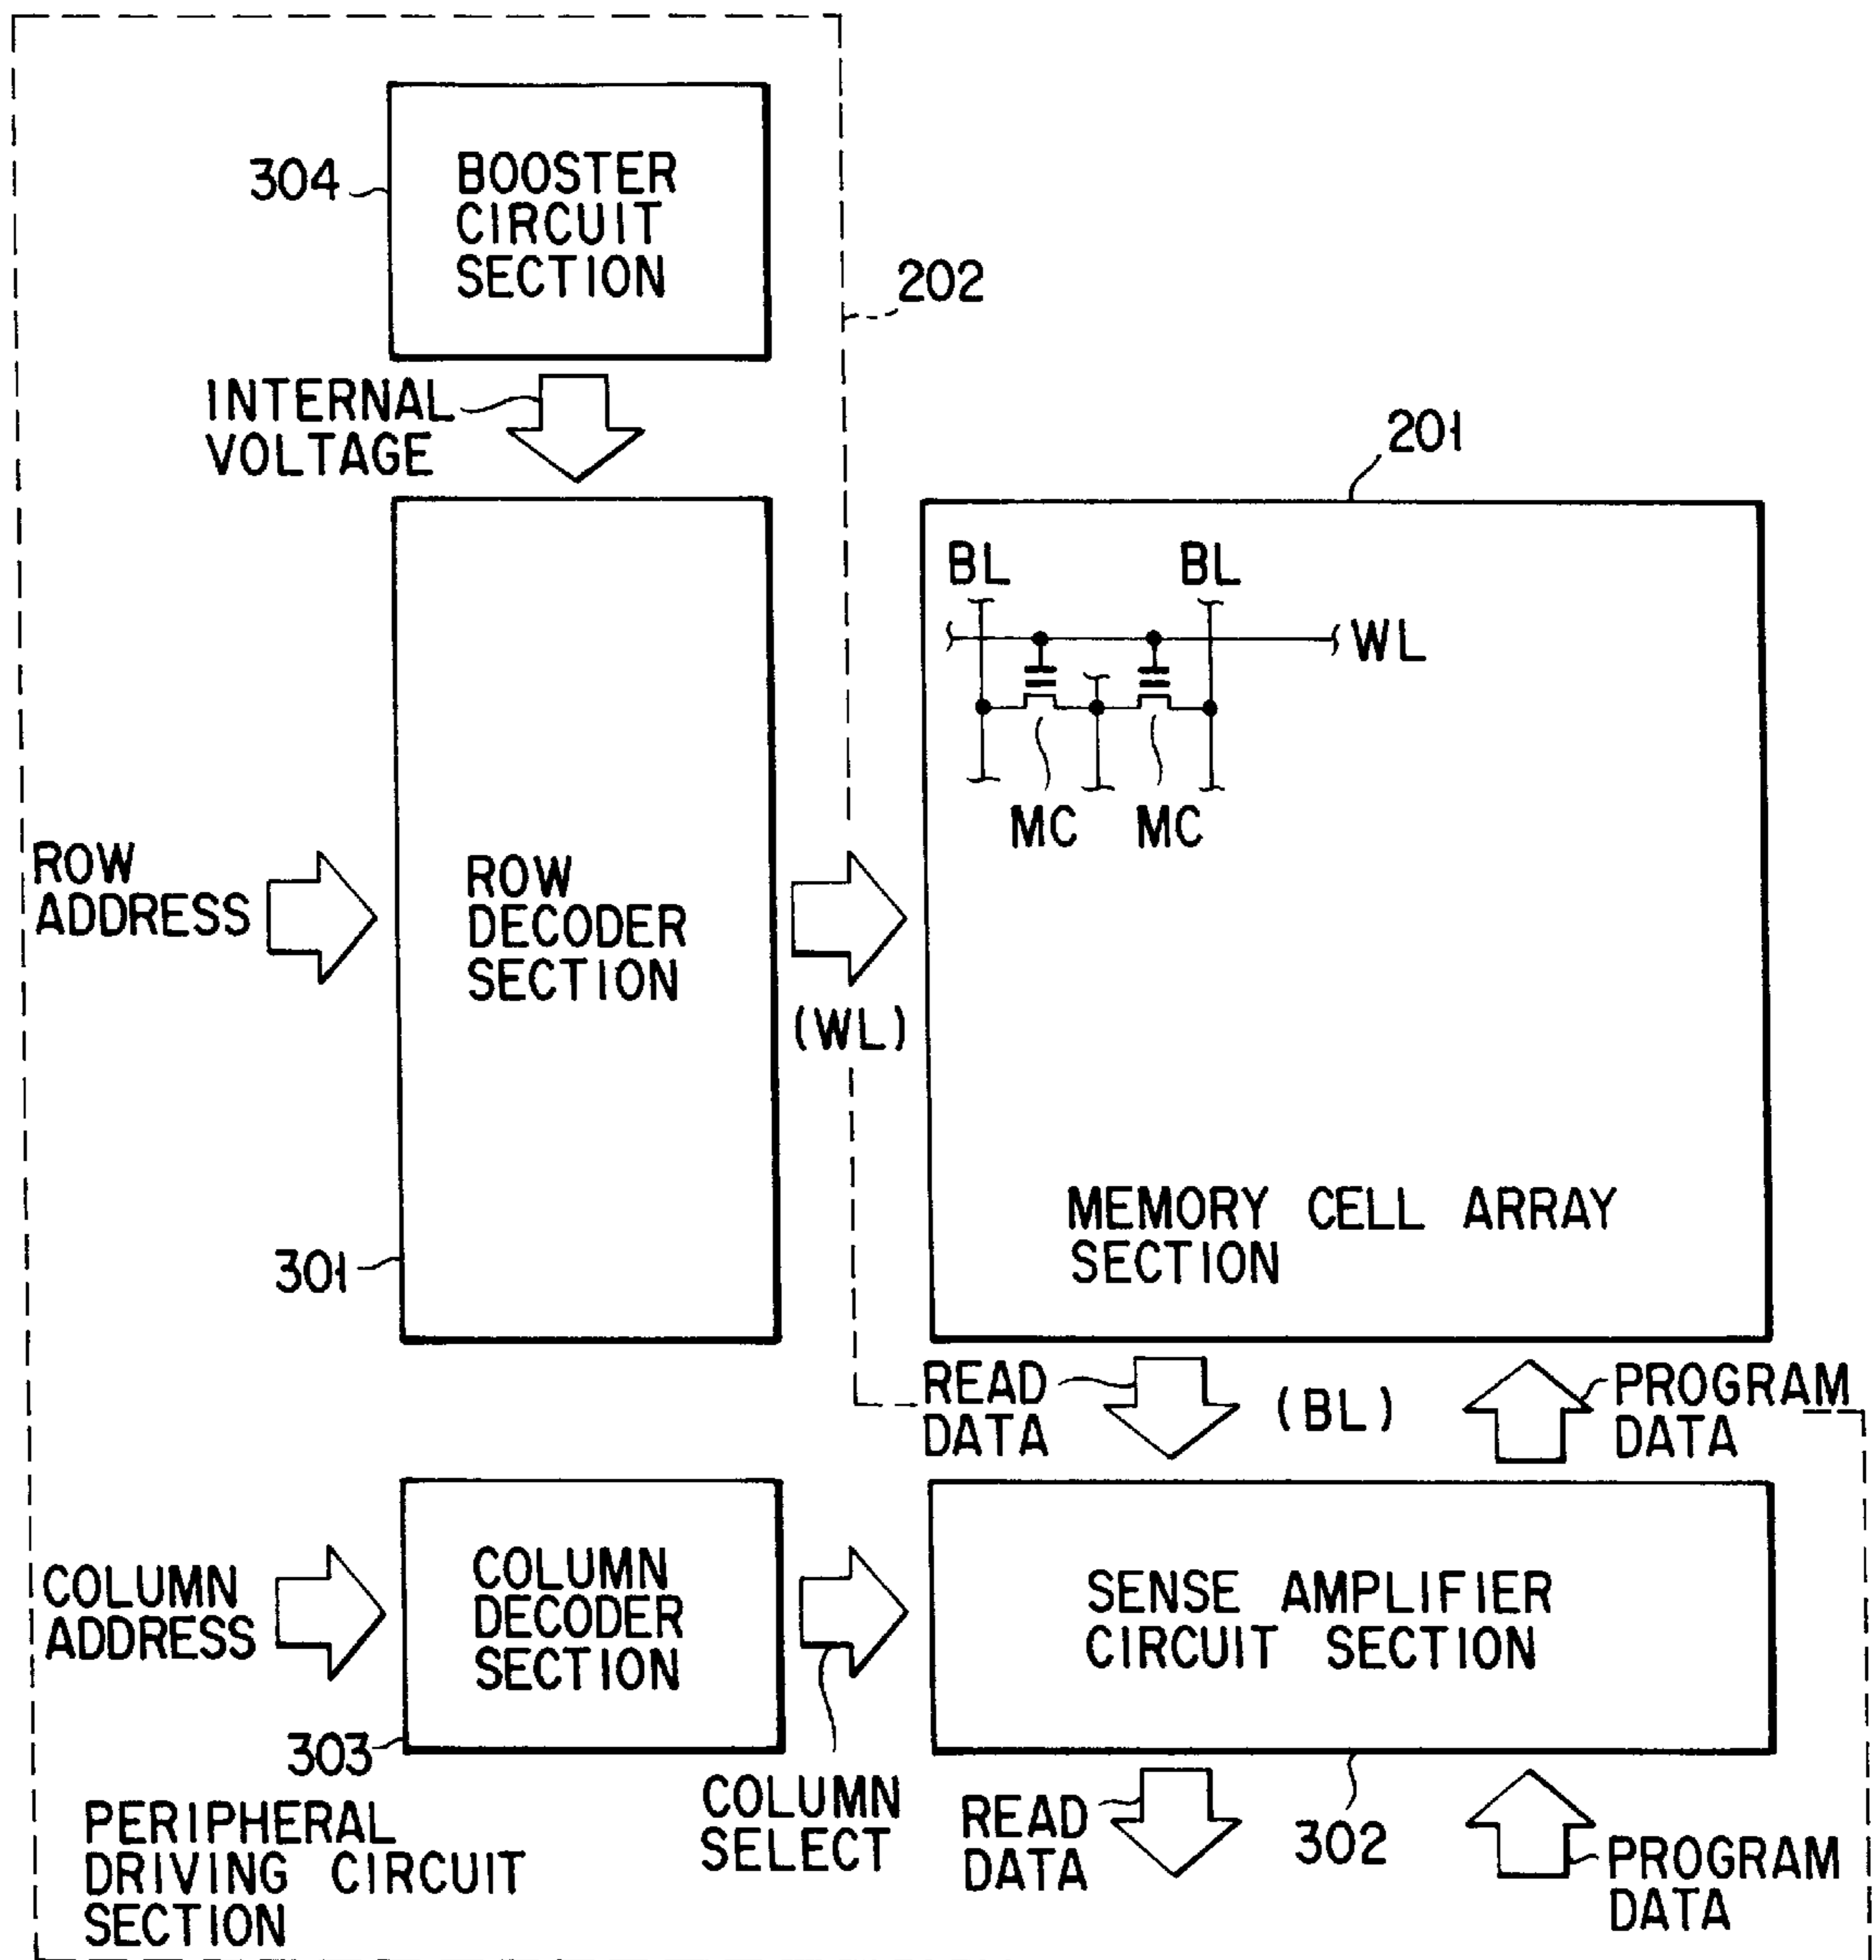 304
BOOSTER
CIRCUIT
SECTION
202
INTERNAL
VOLTAGE
201
BL
BL
WL
MC
MC
ROW
ADDRESS
ROW
DECODER
SECTION
(WL)
MEMORY CELL ARRAY
SECTION
301
READ
DATA
(BL)
PROGRAM
DATA
COLUMN
ADDRESS
COLUMN
DECODER
SECTION
SENSE AMPLIFIER
CIRCUIT SECTION
303
COLUMN
SELECT
READ
DATA
302
PROGRAM
DATA
PERIPHERAL
DRIVING CIRCUIT
SECTION